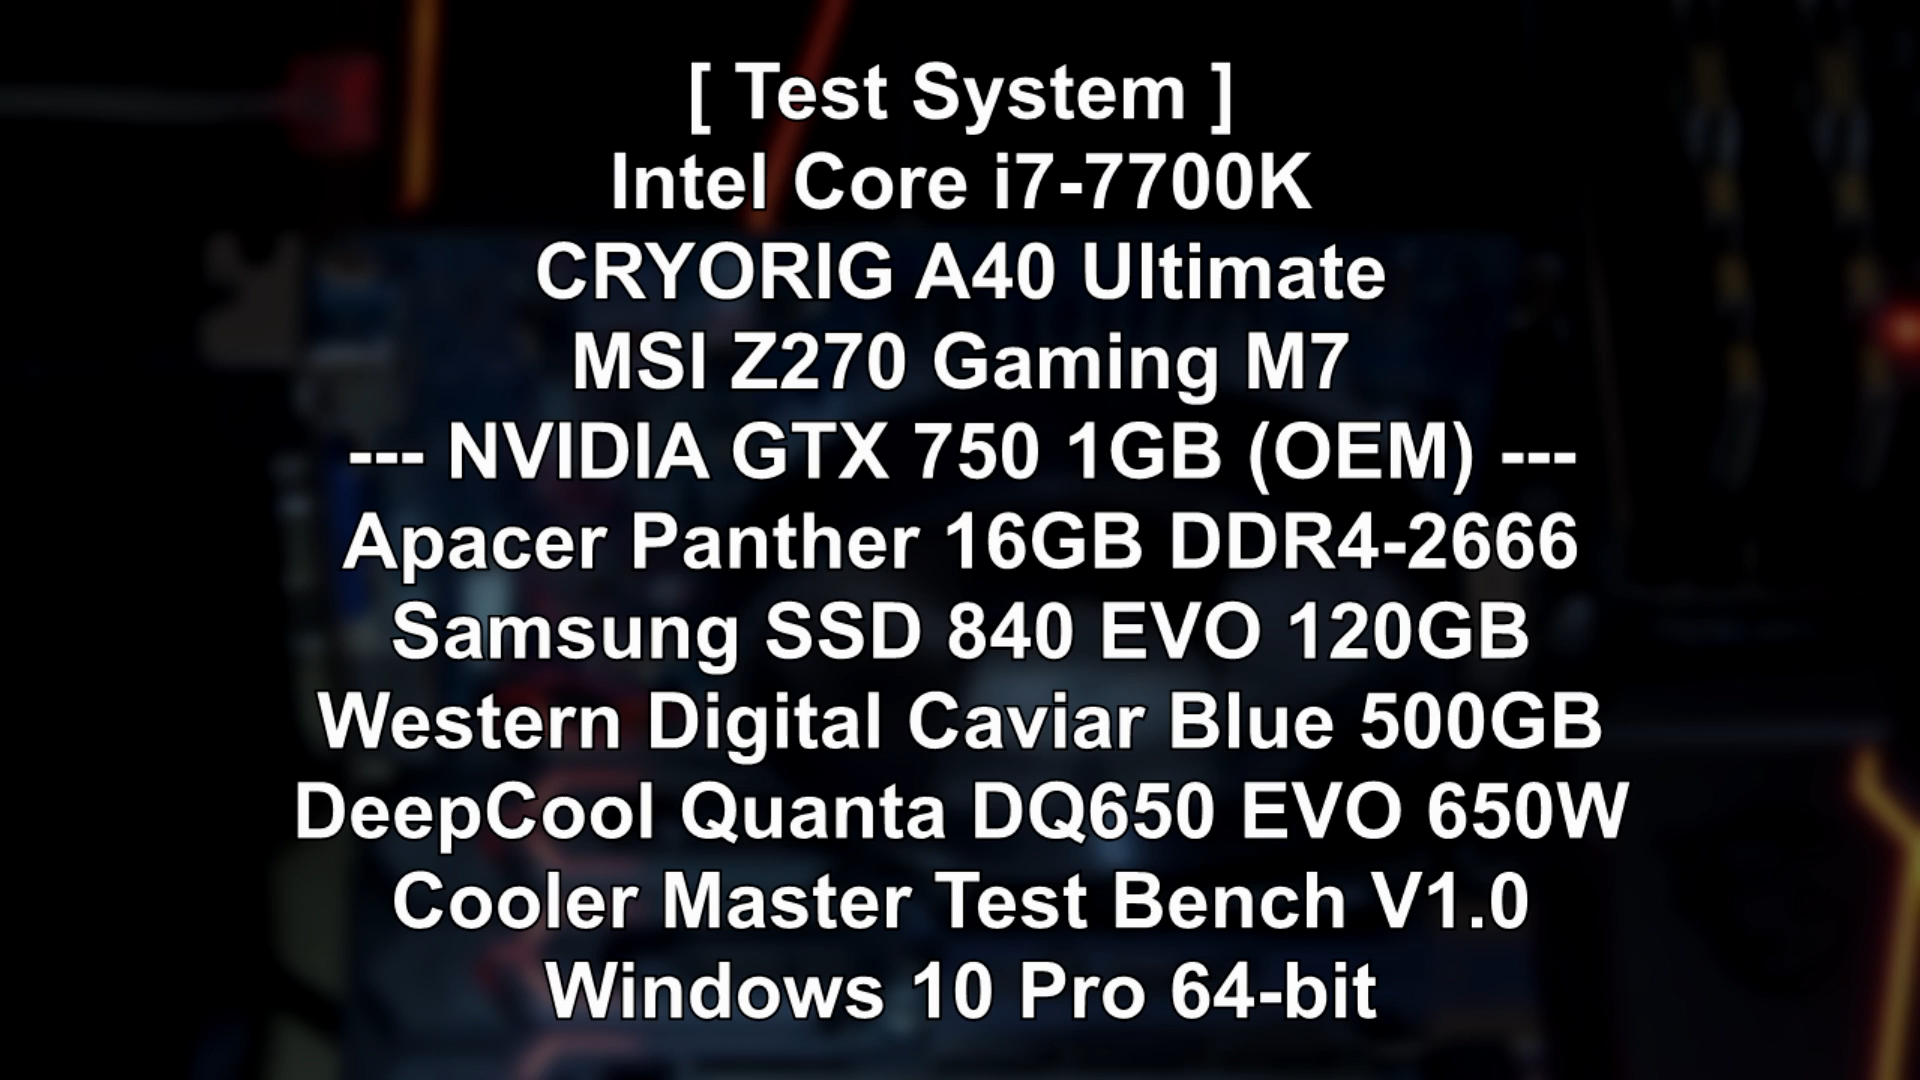 [ Test System ]
Intel Core i7-7700K
CRYORIG A40 Ultimate
MSI Z270 Gaming M7
--- NVIDIA GTX 750 1GB (OEM) ---
Apacer Panther 16GB DDR4-2666
Samsung SSD 840 EVO 120GB
Western Digital Caviar Blue 500GB
DeepCool Quanta DQ650 EVO 650W
Cooler Master Test Bench V1.0
Windows 10 Pro 64-bit